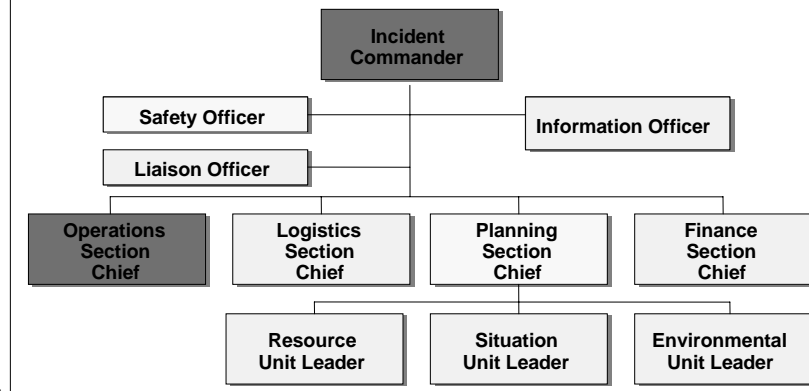 Incident
Commander
Safety Officer
Information Officer
Liaison Officer
Operations
Section
Chief
Logistics
Section
Chief
Planning
Section
Chief
Finance
Section
Chief
Resource
Unit Leader
Situation
Unit Leader
Environmental
Unit Leader